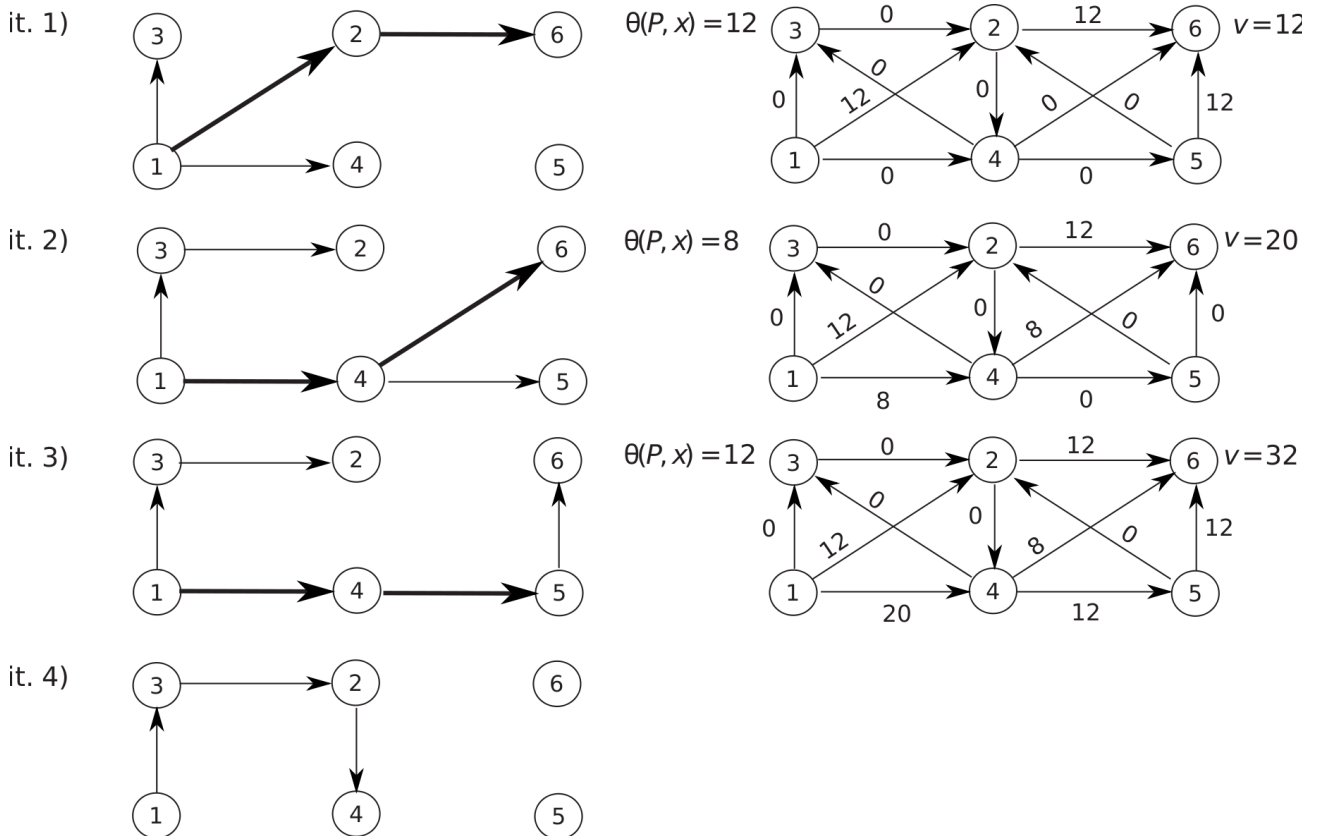 it. 1)
3 2 6
1 4 5
θ(P, x) = 12
3 0 2 12 6 v=12
0 12 0 0 0 0 12
1 0 4 0 5
it. 2)
3 2 6
1 4 5
θ(P, x) = 8
3 0 2 12 6 v=20
0 12 0 0 8 0 0
1 8 4 0 5
it. 3)
3 2 6
1 4 5
θ(P, x) = 12
3 0 2 12 6 v=32
0 12 0 0 8 0 12
1 20 4 12 5
it. 4)
3 2 6
1 4 5